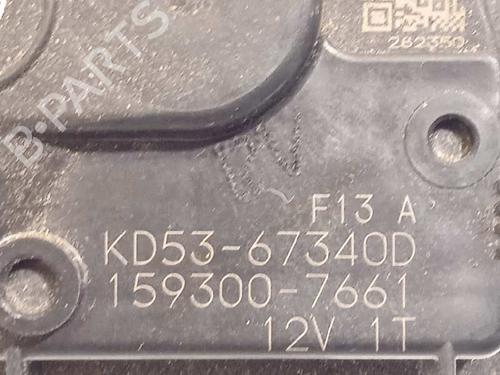 282350
B-PARTS
F13 A
KD53-67340D
159300-7661
12V 1T